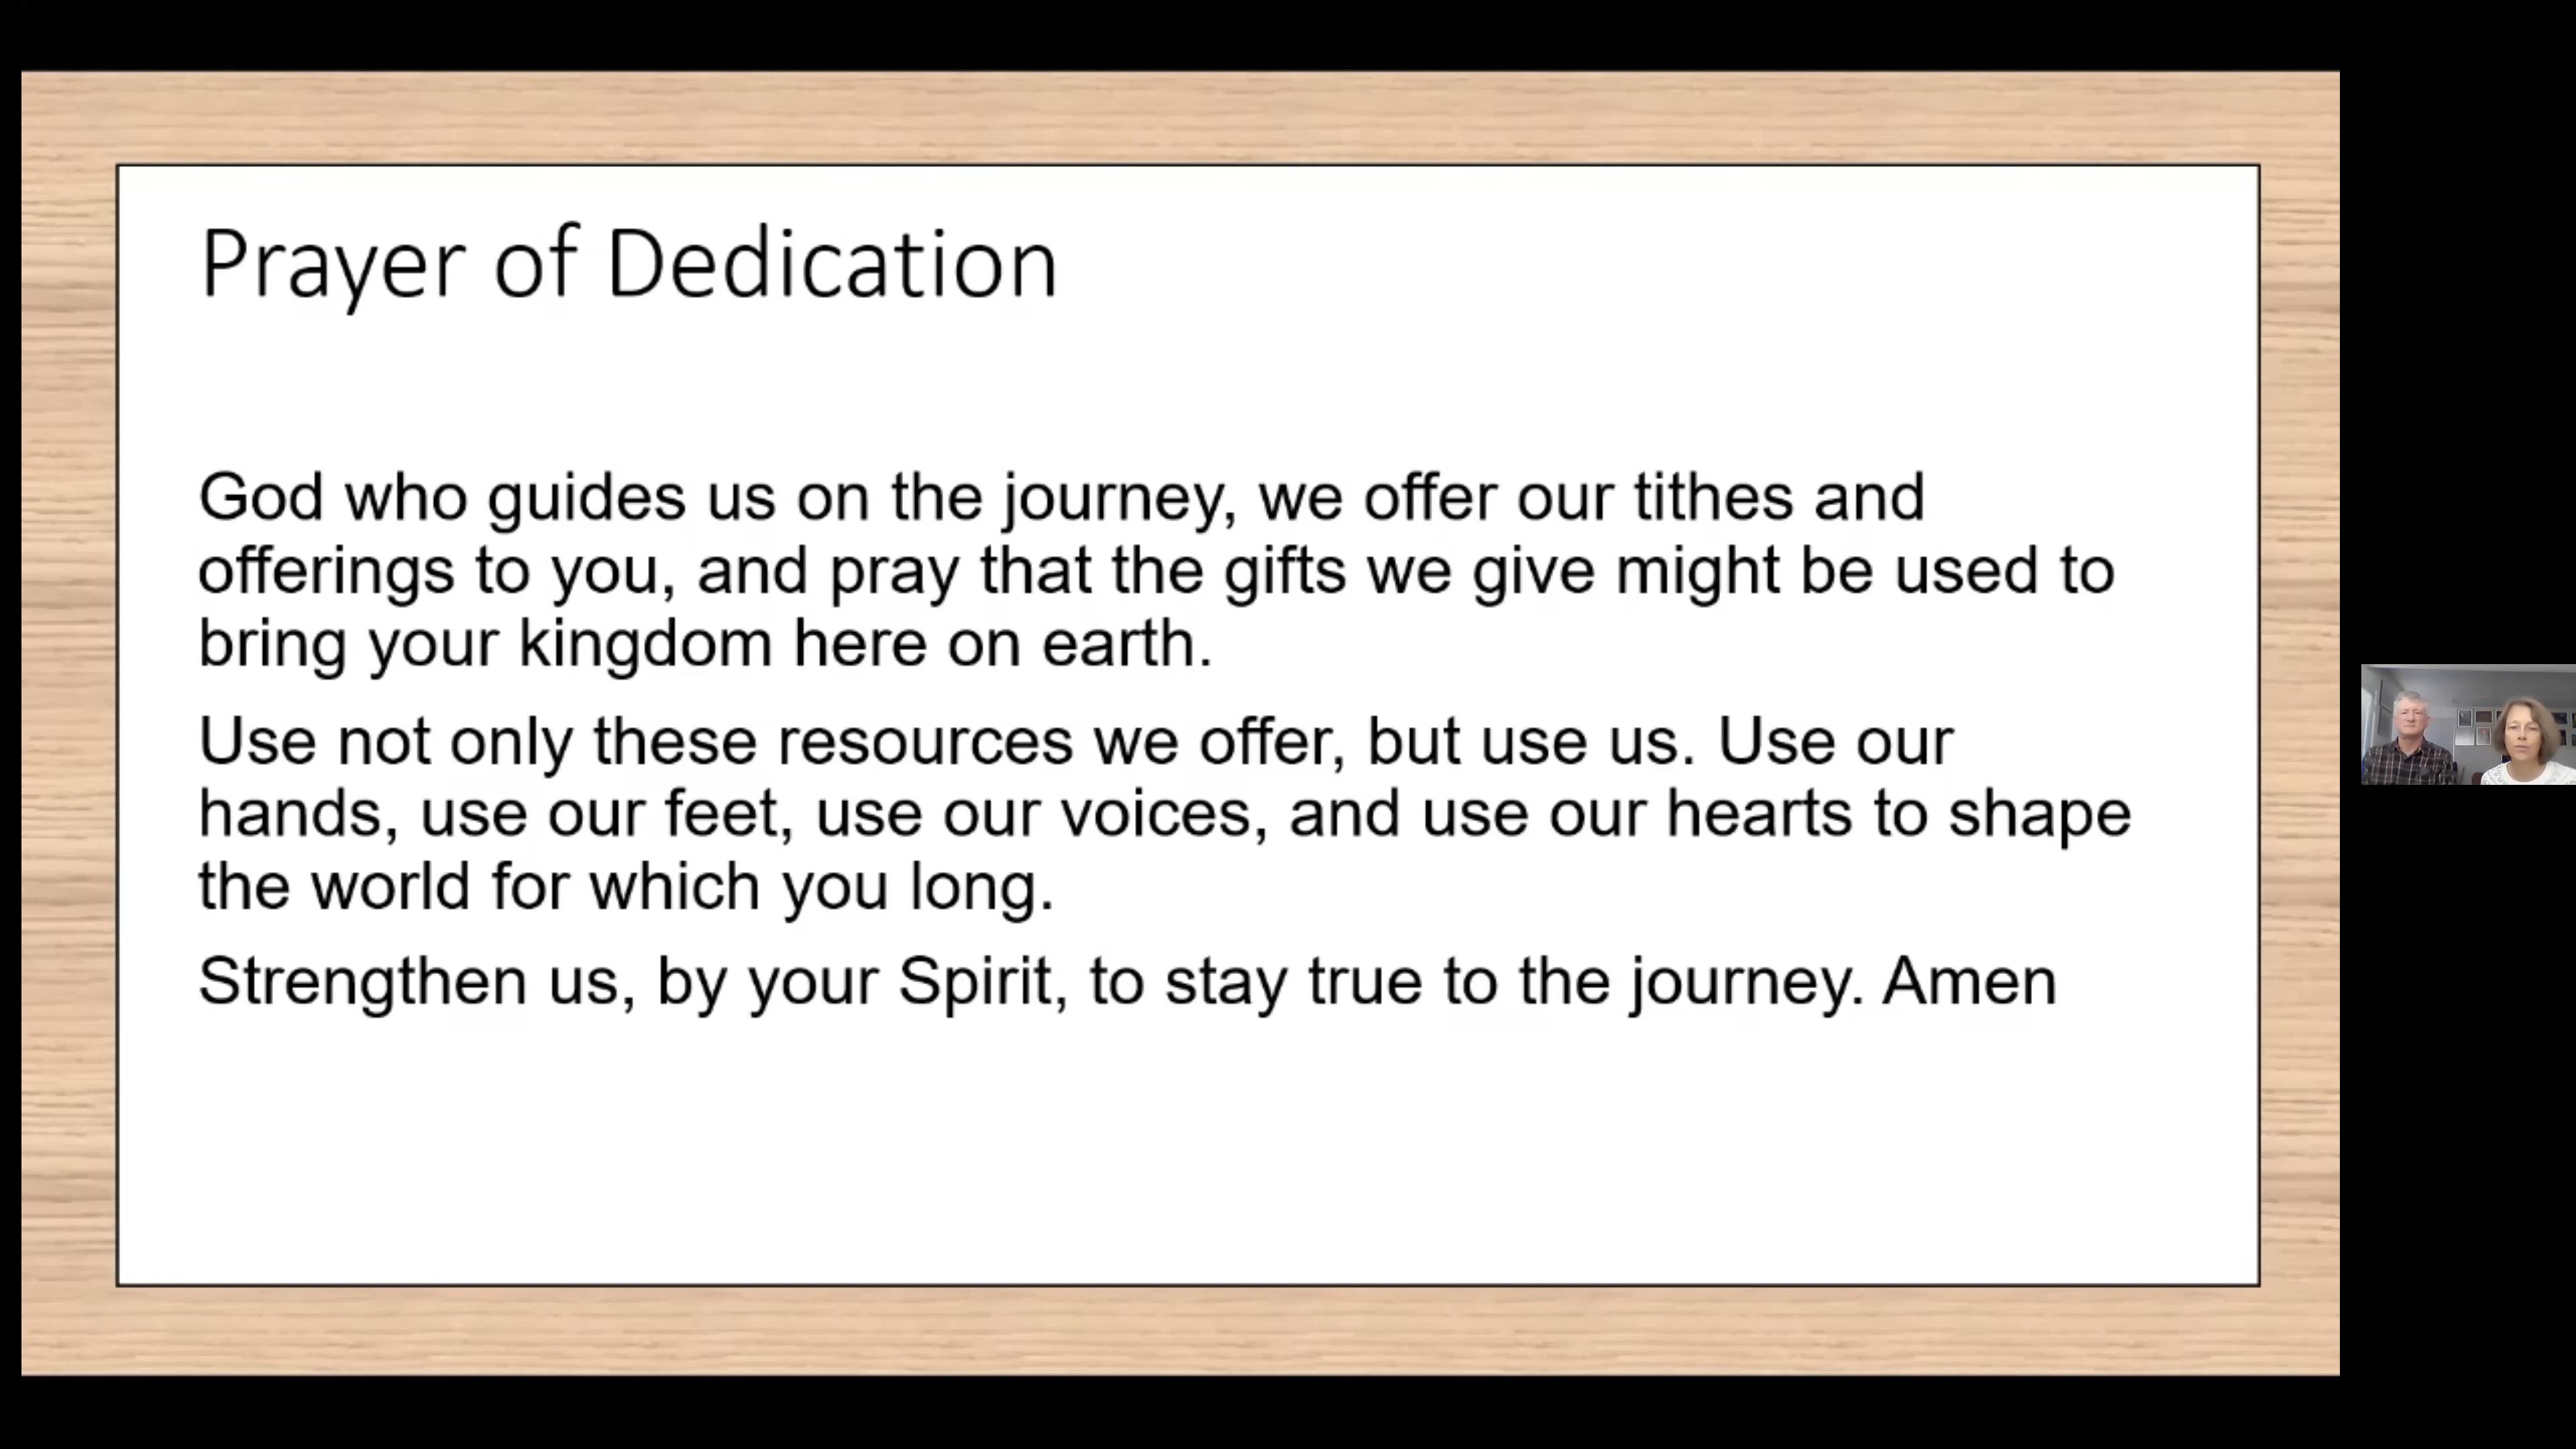 Prayer of Dedication
God who guides us on the journey, we offer our tithes and
offerings to you, and pray that the gifts we give might be used to
bring your kingdom here on earth.
Use not only these resources we offer, but use us. Use our
hands, use our feet, use our voices, and use our hearts to shape
the world for which you long.
Strengthen us, by your Spirit, to stay true to the journey. Amen